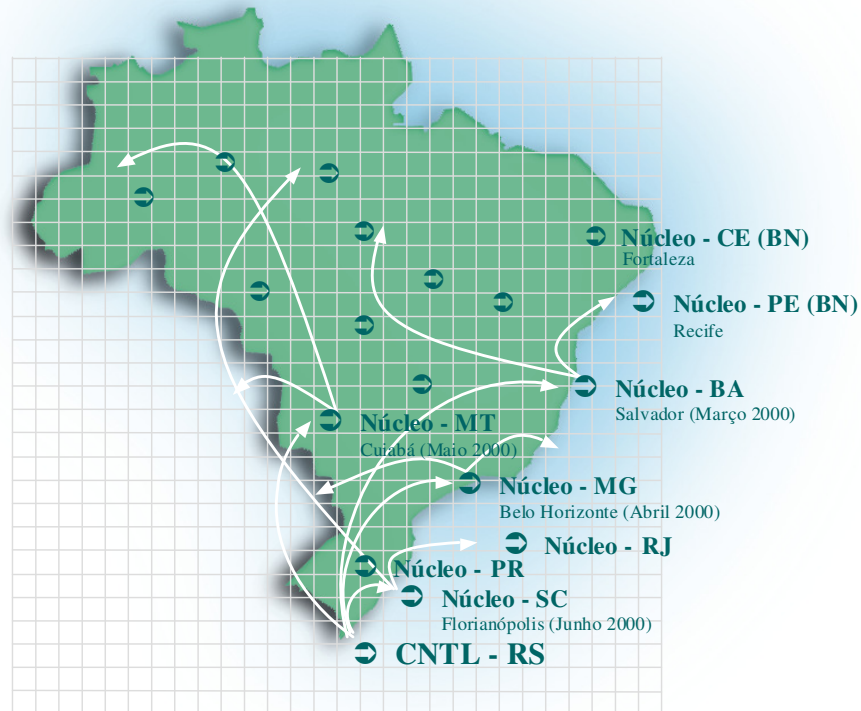 Núcleo - CE (BN)
Fortaleza
Núcleo - PE (BN)
Recife
Núcleo - BA
Salvador (Março 2000)
Núcleo - MT
Cuiabá (Maio 2000)
Núcleo - MG
Belo Horizonte (Abril 2000)
Núcleo - RJ
Núcleo - PR
Núcleo - SC
Florianópolis (Junho 2000)
CNTL - RS